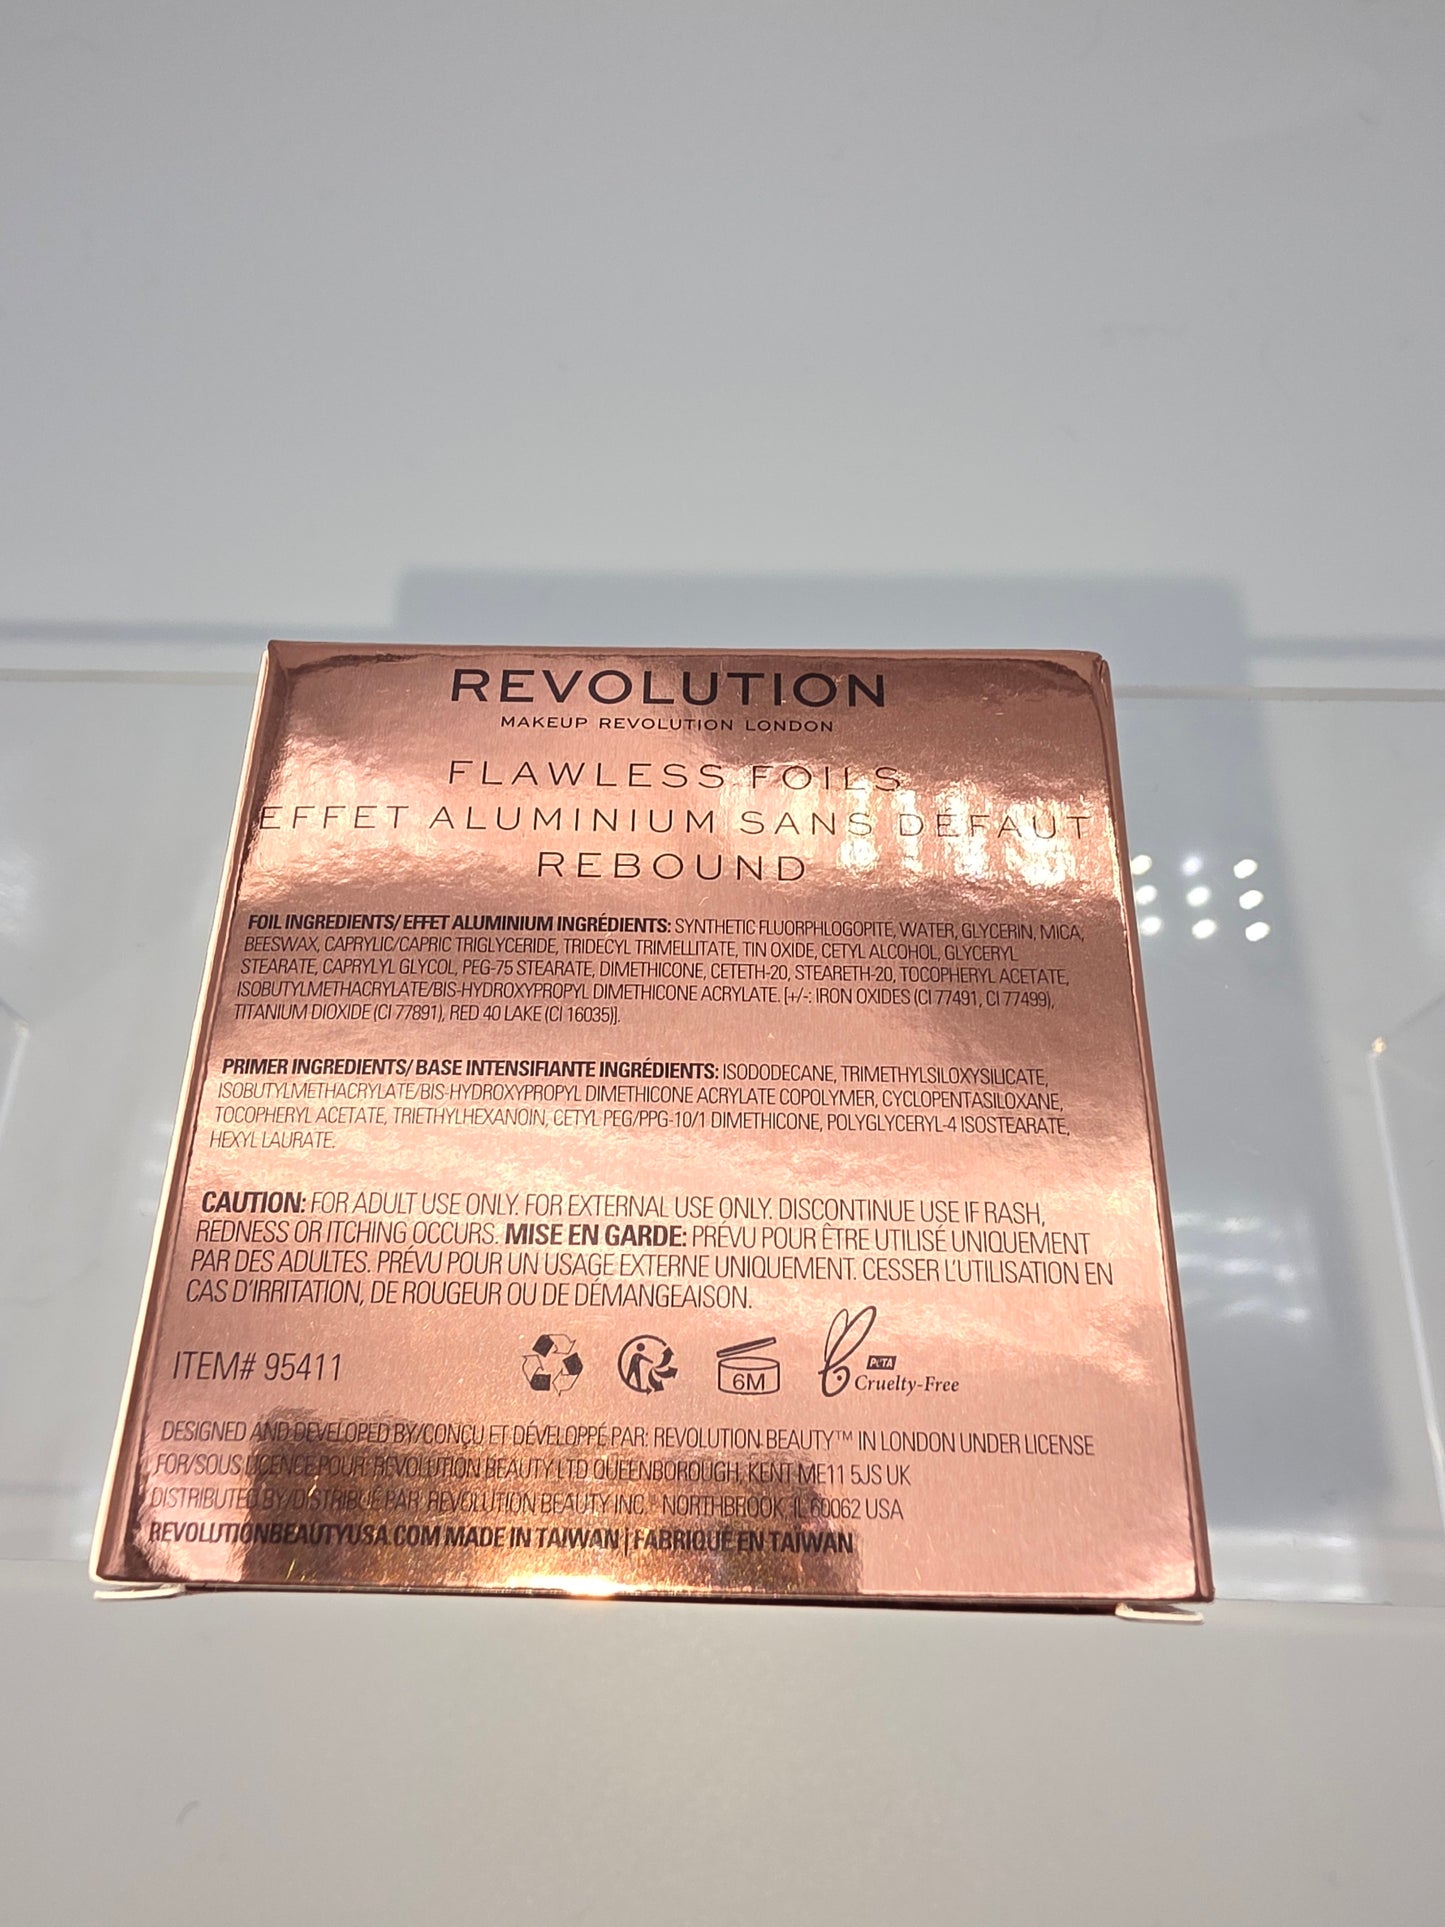 REVOLUTION
MAKEUP REVOLUTION LONDON
FLAWLESS FOILS
EFFET ALUMINIUM SANS DÉFAUT
REBOUND
FOIL INGREDIENTS/ EFFET ALUMINIUM INGRÉDIENTS: SYNTHETIC FLUORPHLOGOPITE, WATER, GLYCERIN, MICA,
BEESWAX, CAPRYLIC/CAPRIC TRIGLYCERIDE, TRIDECYL TRIMELLITATE, TIN OXIDE, CETYL ALCOHOL, GLYCERYL
STEARATE, CAPRYLYL GLYCOL, PEG-75 STEARATE, DIMETHICONE, CETETH-20, STEARETH-20, TOCOPHERYL ACETATE,
ISOBUTYLMETHACRYLATE/BIS-HYDROXYPROPYL DIMETHICONE ACRYLATE. [+/-: IRON OXIDES (CI 77491, CI 77499),
TITANIUM DIOXIDE (CI 77891), RED 40 LAKE (CI 16035)].
PRIMER INGREDIENTS/ BASE INTENSIFIANTE INGRÉDIENTS: ISODODECANE, TRIMETHYLSILOXYSILICATE,
ISOBUTYLMETHACRYLATE/BIS-HYDROXYPROPYL DIMETHICONE ACRYLATE COPOLYMER, CYCLOPENTASILOXANE,
TOCOPHERYL ACETATE, TRIETHYLHEXANOIN, CETYL PEG/PPG-10/1 DIMETHICONE, POLYGLYCERYL-4 ISOSTEARATE,
HEXYL LAURATE.
CAUTION: FOR ADULT USE ONLY. FOR EXTERNAL USE ONLY. DISCONTINUE USE IF RASH,
REDNESS OR ITCHING OCCURS. MISE EN GARDE: PRÉVU POUR ÊTRE UTILISÉ UNIQUEMENT
PAR DES ADULTES. PRÉVU POUR UN USAGE EXTERNE UNIQUEMENT. CESSER L'UTILISATION EN
CAS D'IRRITATION, DE ROUGEUR OU DE DÉMANGEAISON.
ITEM# 95411
6M
PETA
Cruelty-Free
DESIGNED AND DEVELOPED BY/CONÇU ET DÉVELOPPÉ PAR: REVOLUTION BEAUTY™ IN LONDON UNDER LICENSE
FOR/SOUS LICENCE POUR: REVOLUTION BEAUTY LTD QUEENBOROUGH, KENT ME11 5JS UK
DISTRIBUTED BY/DISTRIBUÉ PAR: REVOLUTION BEAUTY INC.® NORTHBROOK, IL 60062 USA
REVOLUTIONBEAUTYUSA.COM MADE IN TAIWAN | FABRIQUÉ EN TAÏWAN